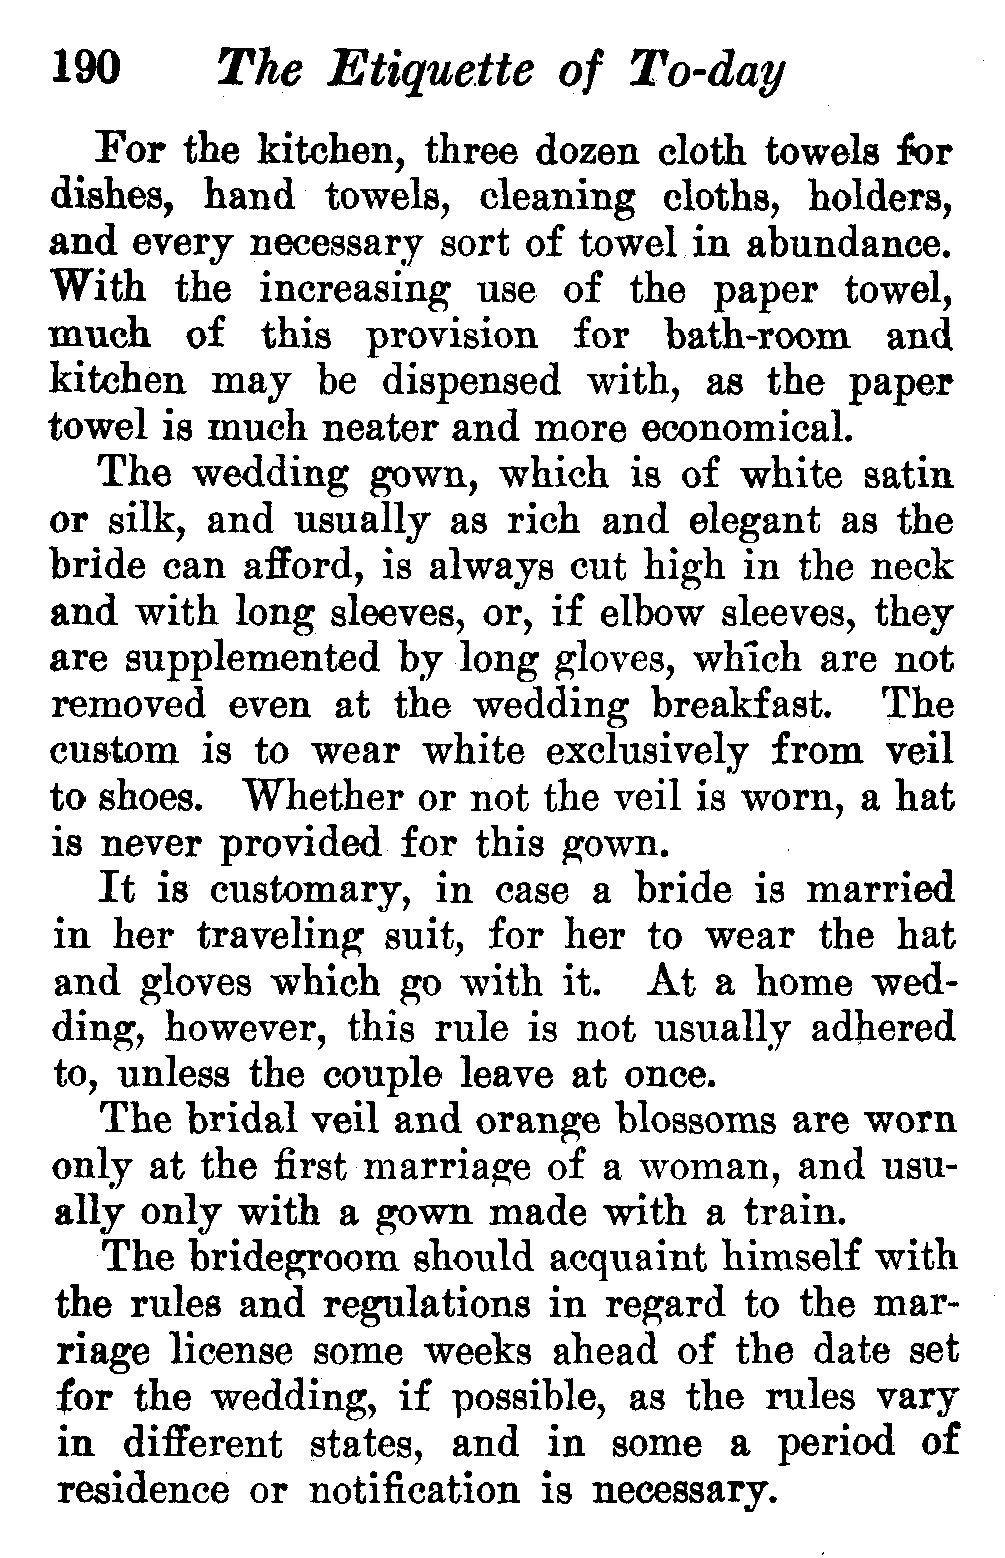 190 The Etiquette of To-day
For the kitchen, three dozen cloth towels for
dishes, hand towels, cleaning cloths, holders,
and every necessary sort of towel in abundance.
With the increasing use of the paper towel,
much of this provision for bath-room and
kitchen may be dispensed with, as the paper
towel is much neater and more economical.
The wedding gown, which is of white satin
or silk, and usually as rich and elegant as the
bride can afford, is always cut high in the neck
and with long sleeves, or, if elbow sleeves, they
are supplemented by long gloves, which are not
removed even at the wedding breakfast. The
custom is to wear white exclusively from veil
to shoes. Whether or not the veil is worn, a hat
is never provided for this gown.
It is customary, in case a bride is married
in her traveling suit, for her to wear the hat
and gloves which go with it. At a home wed-
ding, however, this rule is not usually adhered
to, unless the couple leave at once.
The bridal veil and orange blossoms are worn
only at the first marriage of a woman, and usu-
ally only with a gown made with a train.
The bridegroom should acquaint himself with
the rules and regulations in regard to the mar-
riage license some weeks ahead of the date set
for the wedding, if possible, as the rules vary
in different states, and in some a period of
residence or notification is necessary.